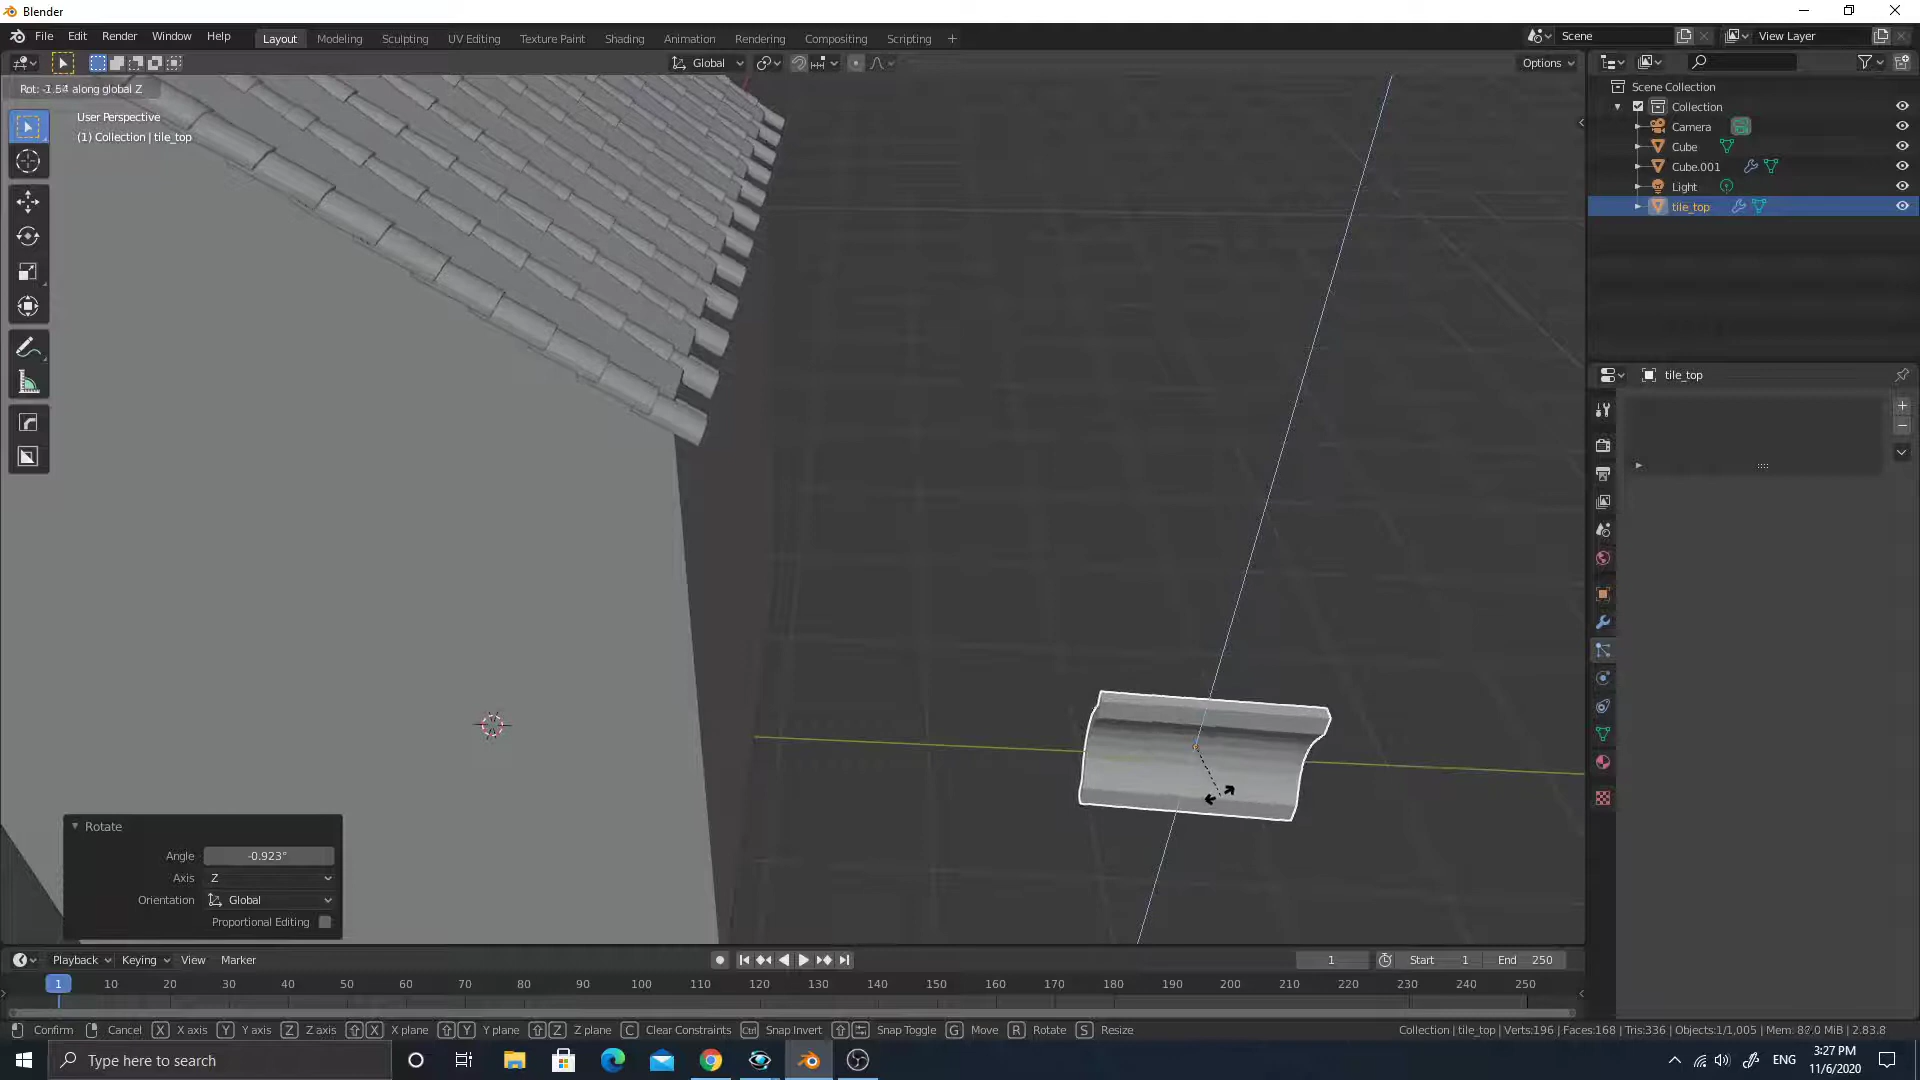 Blender
File Edit Render Window Help Layout Modeling Sculpting UV Editing Texture Paint Shading Animation Rendering Compositing Scripting + Scene View Layer
Global Options
Rot: -1.54 along global Z
User Perspective
(1) Collection | tile_top
Scene Collection
Collection
Camera
Cube
Cube.001
Light
tile_top
tile_top
Rotate
Angle -0.923°
Axis Z
Orientation Global
Proportional Editing
Playback Keying View Marker 1 Start 1 End 250
1 10 20 30 40 50 60 70 80 90 100 110 120 130 140 150 160 170 180 190 200 210 220 230 240 250
Confirm Cancel X X axis Y Y axis Z Z axis X X plane Y Y plane Z Z plane C Clear Constraints Ctrl Snap Invert Snap Toggle G Move R Rotate S Resize Collection | tile_top | Verts:196 | Faces:168 | Tris:336 | Objects:1/1,005 | Mem: MiB | 2.83.8
Type here to search ENG 3:27 PM
11/6/2020